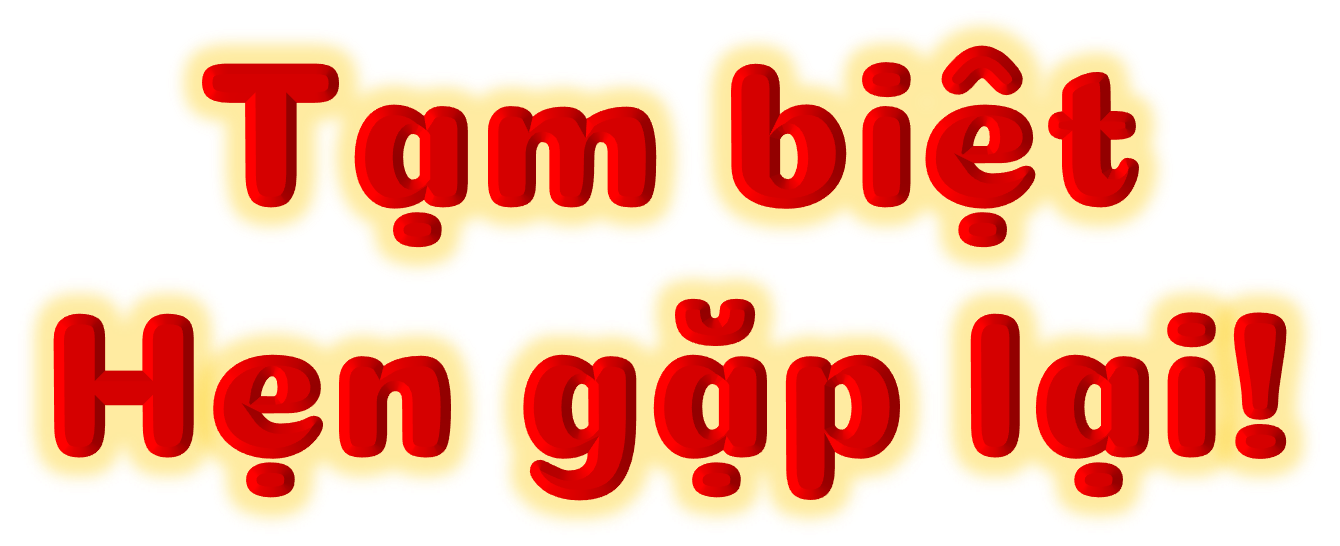 Tạm biệt
Hẹn gặp lại!